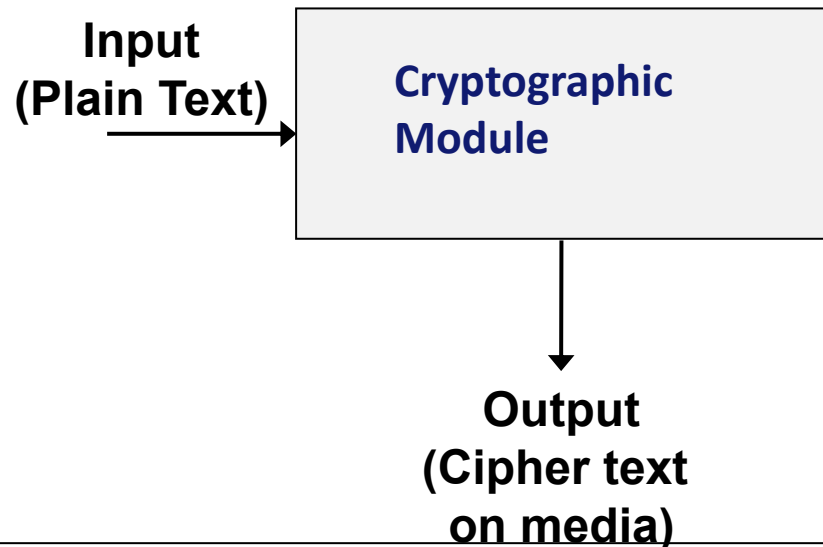 Input
(Plain Text)
Cryptographic
Module
Output
(Cipher text
on media)